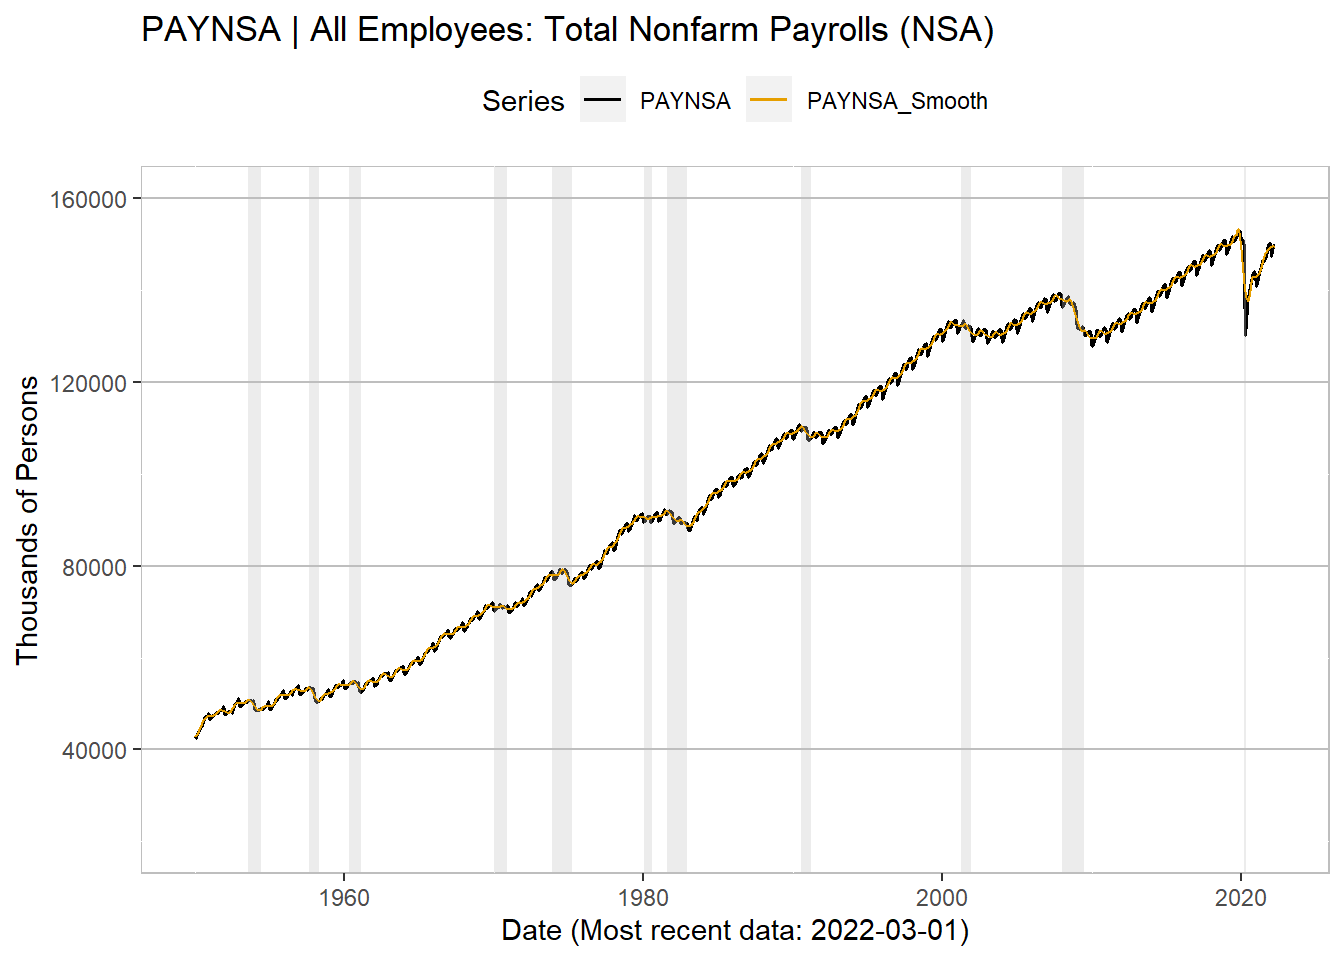 PAYNSA | All Employees: Total Nonfarm Payrolls (NSA)
Series PAYNSA PAYNSA_Smooth
160000
120000
80000
40000
Thousands of Persons
1960 1980 2000 2020
Date (Most recent data: 2022-03-01)